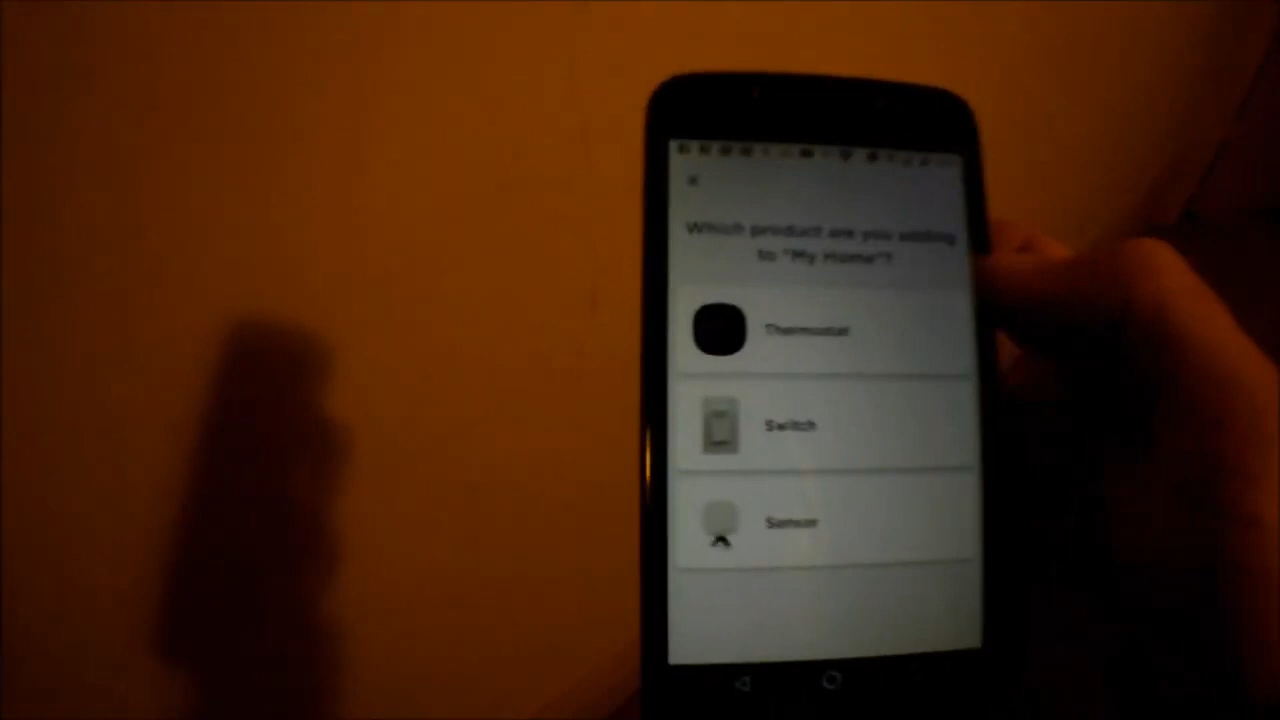 Which product are you adding
to "My Home"?
Thermostat
Switch
Sensor